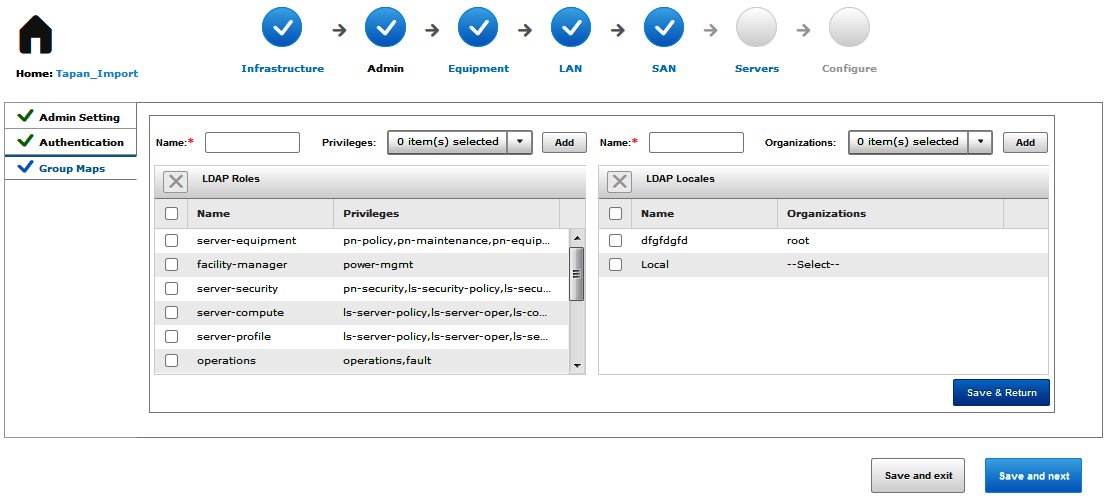 Infrastructure Admin Equipment LAN SAN Servers Configure
Home: Tapan_Import
Admin Setting
Authentication
Group Maps
Name:* Privileges: 0 item(s) selected Add
LDAP Roles
Name Privileges
server-equipment pn-policy,pn-maintenance,pn-equip...
facility-manager power-mgmt
server-security pn-security,ls-security-policy,ls-secu...
server-compute ls-server-policy,ls-server-oper,ls-co...
server-profile ls-server-policy,ls-server-oper,ls-se...
operations operations,fault
Name:* Organizations: 0 item(s) selected Add
LDAP Locales
Name Organizations
dfgfdgfd root
Local --Select--
Save & Return
Save and exit Save and next